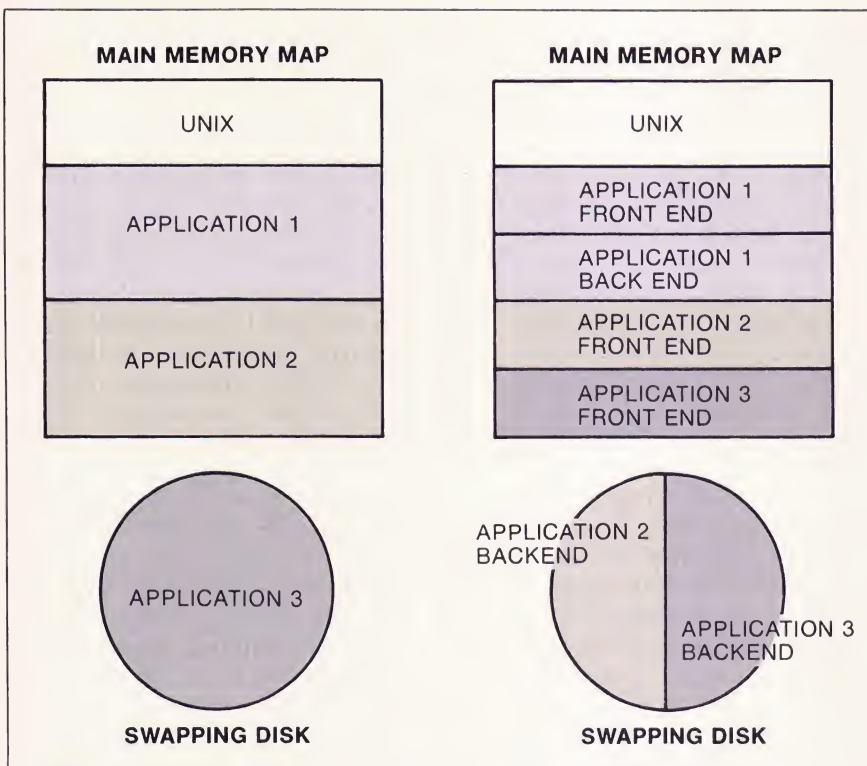 MAIN MEMORY MAP
UNIX
APPLICATION 1
APPLICATION 2
APPLICATION 3
SWAPPING DISK
MAIN MEMORY MAP
UNIX
APPLICATION 1
FRONT END
APPLICATION 1
BACK END
APPLICATION 2
FRONT END
APPLICATION 3
FRONT END
APPLICATION 2
BACKEND
APPLICATION 3
BACKEND
SWAPPING DISK